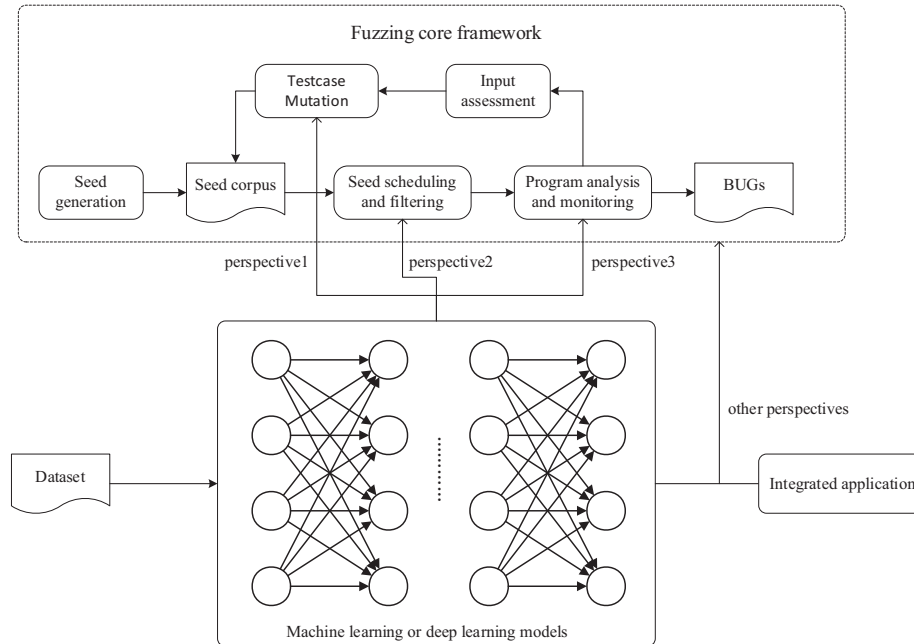 Fuzzing core framework
Testcase
Mutation
Input
assessment
Seed
generation
Seed corpus
Seed scheduling
and filtering
Program analysis
and monitoring
BUGs
perspective1
perspective2
perspective3
other perspectives
Dataset
Integrated application
Machine learning or deep learning models